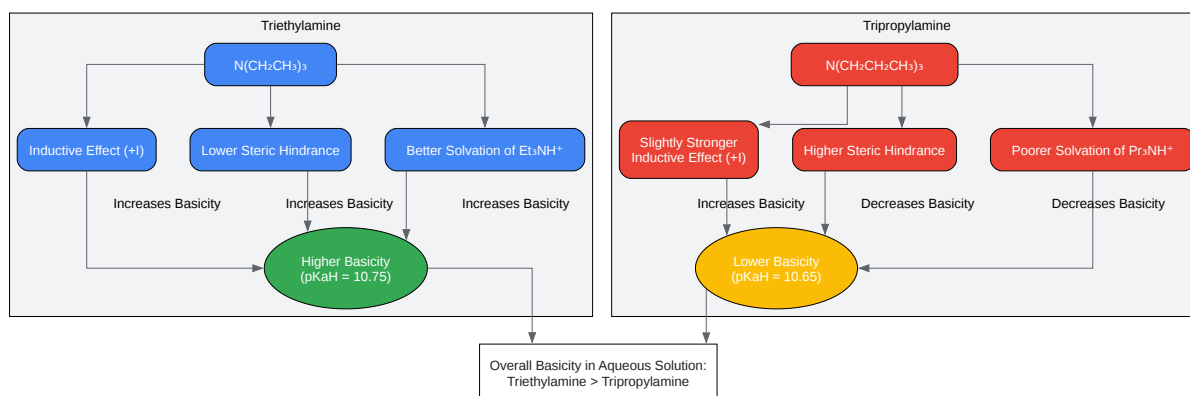 Triethylamine
N(CH₂CH₃)₃
Inductive Effect (+I)
Lower Steric Hindrance
Better Solvation of Et₃NH⁺
Increases Basicity
Increases Basicity
Increases Basicity
Higher Basicity
(pKaH = 10.75)
Tripropylamine
N(CH₂CH₂CH₃)₃
Slightly Stronger
Inductive Effect (+I)
Higher Steric Hindrance
Poorer Solvation of Pr₃NH⁺
Increases Basicity
Decreases Basicity
Decreases Basicity
Lower Basicity
(pKaH ≈ 10.65)
Overall Basicity in Aqueous Solution:
Triethylamine > Tripropylamine